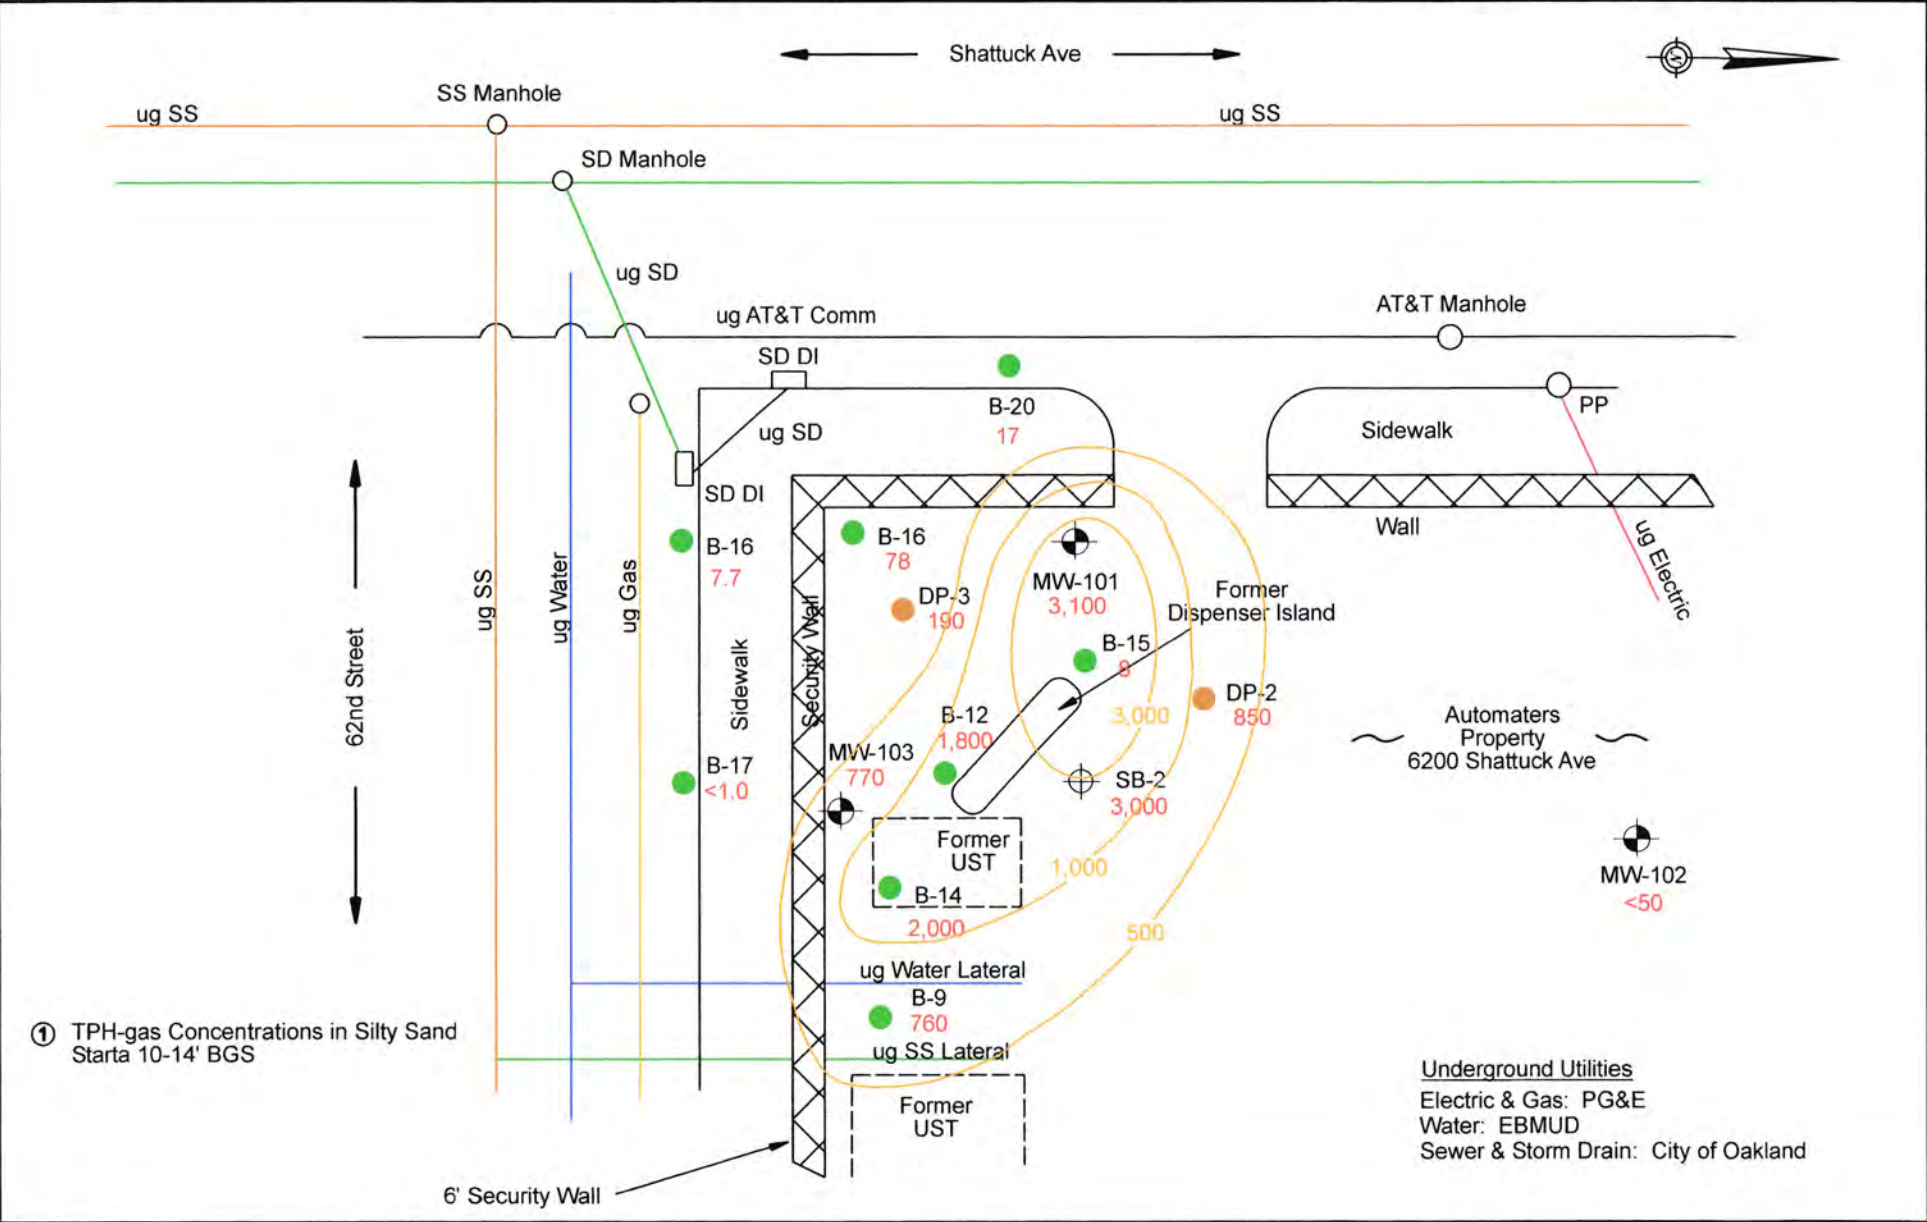 Shattuck Ave
SS Manhole
ug SS
ug SS
SD Manhole
ug SD
AT&T Manhole
ug AT&T Comm
SD DI
B-20
17
PP
Sidewalk
ug SD
SD DI
Wall
ug Electric
B-16
7.7
B-16
78
DP-3
190
MW-101
3,100
Former
Dispenser Island
B-15
8
ug SS
ug Water
ug Gas
Sidewalk
Security Wall
62nd Street
DP-2
850
3,000
B-12
1,800
MW-103
770
B-17
<1.0
SB-2
3,000
Automaters
Property
6200 Shattuck Ave
Former
UST
1,000
B-14
2,000
500
MW-102
<50
ug Water Lateral
B-9
760
ug SS Lateral
① TPH-gas Concentrations in Silty Sand
Starta 10-14' BGS
Former
UST
6' Security Wall
Underground Utilities
Electric & Gas: PG&E
Water: EBMUD
Sewer & Storm Drain: City of Oakland